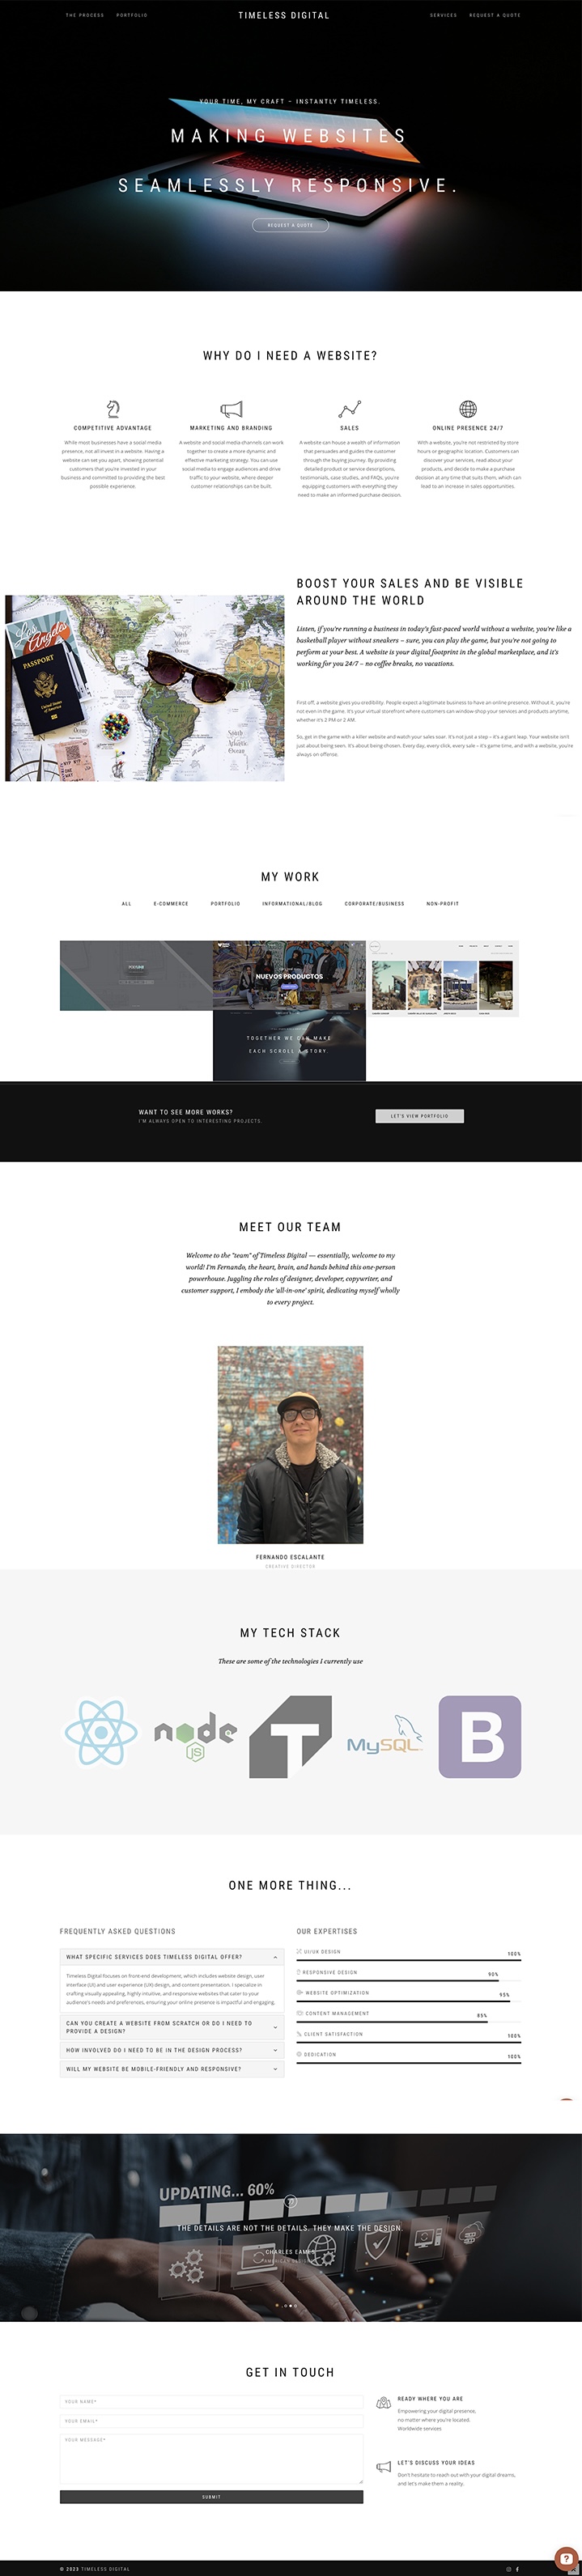 THE PROCESS
PORTFOLIO
TIMELESS DIGITAL
SERVICES
REQUEST A QUOTE
YOUR TIME, MY CRAFT – INSTANTLY TIMELESS.
MAKING WEBSITES
SEAMLESSLY RESPONSIVE.
REQUEST A QUOTE
WHY DO I NEED A WEBSITE?
COMPETITIVE ADVANTAGE
While most businesses have a social media
presence, not all invest in a website. Having a
website can set you apart, showing potential
customers that you're invested in your
business and committed to providing the best
possible experience.
MARKETING AND BRANDING
A website and social media channels can work
together to create a more dynamic and
effective marketing strategy. You can use
social media to engage audiences and drive
traffic to your website, where deeper
customer relationships can be built.
SALES
A website can house a wealth of information
that persuades and guides the customer
through the buying journey. By providing
detailed product or service descriptions,
testimonials, case studies, and FAQs, you're
equipping customers with everything they
need to make an informed purchase decision.
ONLINE PRESENCE 24/7
With a website, you're not restricted by store
hours or geographic location. Customers can
discover your services, read about your
products, and decide to make a purchase
decision at any time that suits them, which can
lead to an increase in sales opportunities.
Los Angeles
PASSPORT
United States
of America
North
Atlantic
Ocean
South
Atlantic
Ocean
BOOST YOUR SALES AND BE VISIBLE
AROUND THE WORLD
Listen, if you're running a business in today's fast-paced world without a website, you're like a
basketball player without sneakers – sure, you can play the game, but you're not going to
perform at your best. A website is your digital footprint in the global marketplace, and it's
working for you 24/7 – no coffee breaks, no vacations.
First off, a website gives you credibility. People expect a legitimate business to have an online presence. Without it, you're
not even in the game. It's your virtual storefront where customers can window-shop your services and products anytime,
whether it's 2 PM or 2 AM.
So, get in the game with a killer website and watch your sales soar. It's not just a step – it's a giant leap. Your website isn't
just about being seen. It's about being chosen. Every day, every click, every sale – it's game time, and with a website, you're
always on offense.
MY WORK
ALL
E-COMMERCE
PORTFOLIO
INFORMATIONAL/BLOG
CORPORATE/BUSINESS
NON-PROFIT
NUEVOS PRODUCTOS
TOGETHER WE CAN MAKE
EACH SCROLL A STORY.
WANT TO SEE MORE WORKS?
I'M ALWAYS OPEN TO INTERESTING PROJECTS.
LET'S VIEW PORTFOLIO
MEET OUR TEAM
Welcome to the "team" of Timeless Digital — essentially, welcome to my
world! I'm Fernando, the heart, brain, and hands behind this one-person
powerhouse. Juggling the roles of designer, developer, copywriter, and
customer support, I embody the 'all-in-one' spirit, dedicating myself wholly
to every project.
FERNANDO ESCALANTE
CREATIVE DIRECTOR
MY TECH STACK
These are some of the technologies I currently use
node
JS
T
MySQL
B
ONE MORE THING...
FREQUENTLY ASKED QUESTIONS
WHAT SPECIFIC SERVICES DOES TIMELESS DIGITAL OFFER?
Timeless Digital focuses on front-end development, which includes website design, user
interface (UI) and user experience (UX) design, and content presentation. I specialize in
crafting visually appealing, highly intuitive, and responsive websites that cater to your
audience's needs and preferences, ensuring your online presence is impactful and engaging.
CAN YOU CREATE A WEBSITE FROM SCRATCH OR DO I NEED TO
PROVIDE A DESIGN?
HOW INVOLVED DO I NEED TO BE IN THE DESIGN PROCESS?
WILL MY WEBSITE BE MOBILE-FRIENDLY AND RESPONSIVE?
OUR EXPERTISES
UI/UX DESIGN
100%
RESPONSIVE DESIGN
90%
WEBSITE OPTIMIZATION
95%
CONTENT MANAGEMENT
85%
CLIENT SATISFACTION
100%
DEDICATION
100%
UPDATING... 60%
THE DETAILS ARE NOT THE DETAILS. THEY MAKE THE DESIGN.
CHARLES EAMES
GET IN TOUCH
YOUR NAME*
YOUR EMAIL*
YOUR MESSAGE*
SUBMIT
READY WHERE YOU ARE
Empowering your digital presence,
no matter where you're located.
Worldwide services
LET'S DISCUSS YOUR IDEAS
Don't hesitate to reach out with your digital dreams,
and let's make them a reality.
© 2023 TIMELESS DIGITAL
?